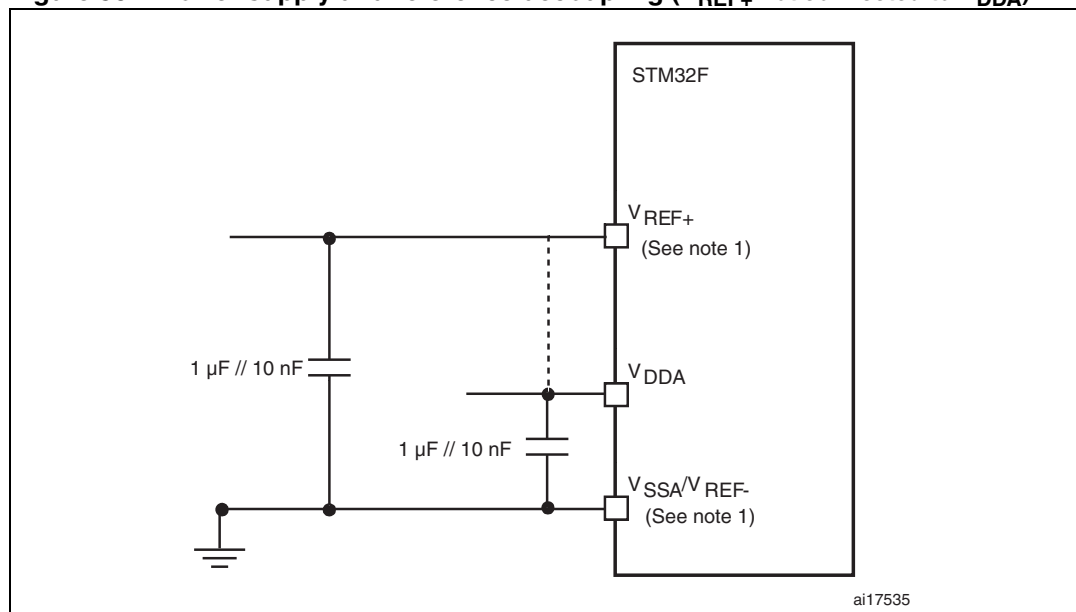 STM32F
VREF+
(See note 1)
1 µF // 10 nF
VDDA
1 µF // 10 nF
VSSA/VREF-
(See note 1)
ai17535